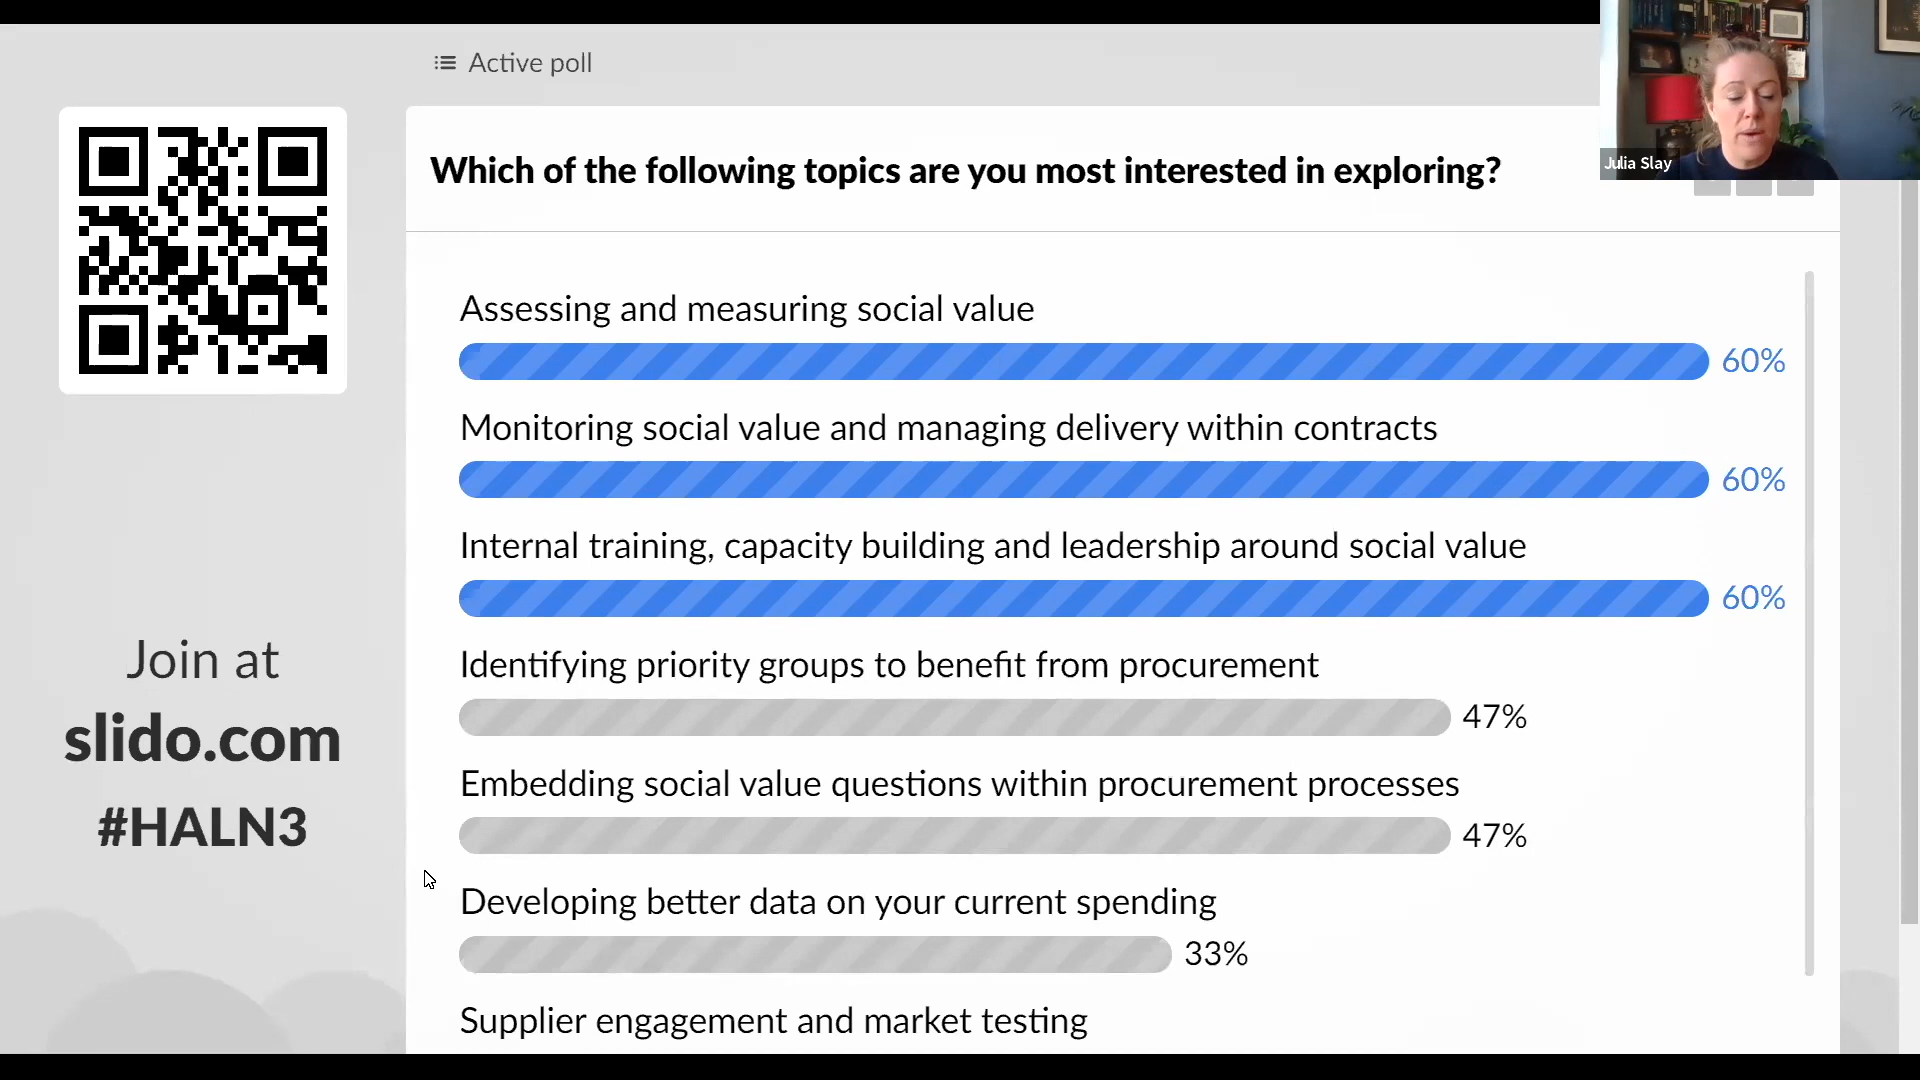 Active poll
Julia Slay
Which of the following topics are you most interested in exploring?
Assessing and measuring social value
60%
Monitoring social value and managing delivery within contracts
60%
Internal training, capacity building and leadership around social value
60%
Identifying priority groups to benefit from procurement
47%
Embedding social value questions within procurement processes
47%
Developing better data on your current spending
33%
Supplier engagement and market testing
Join at
slido.com
#HALN3